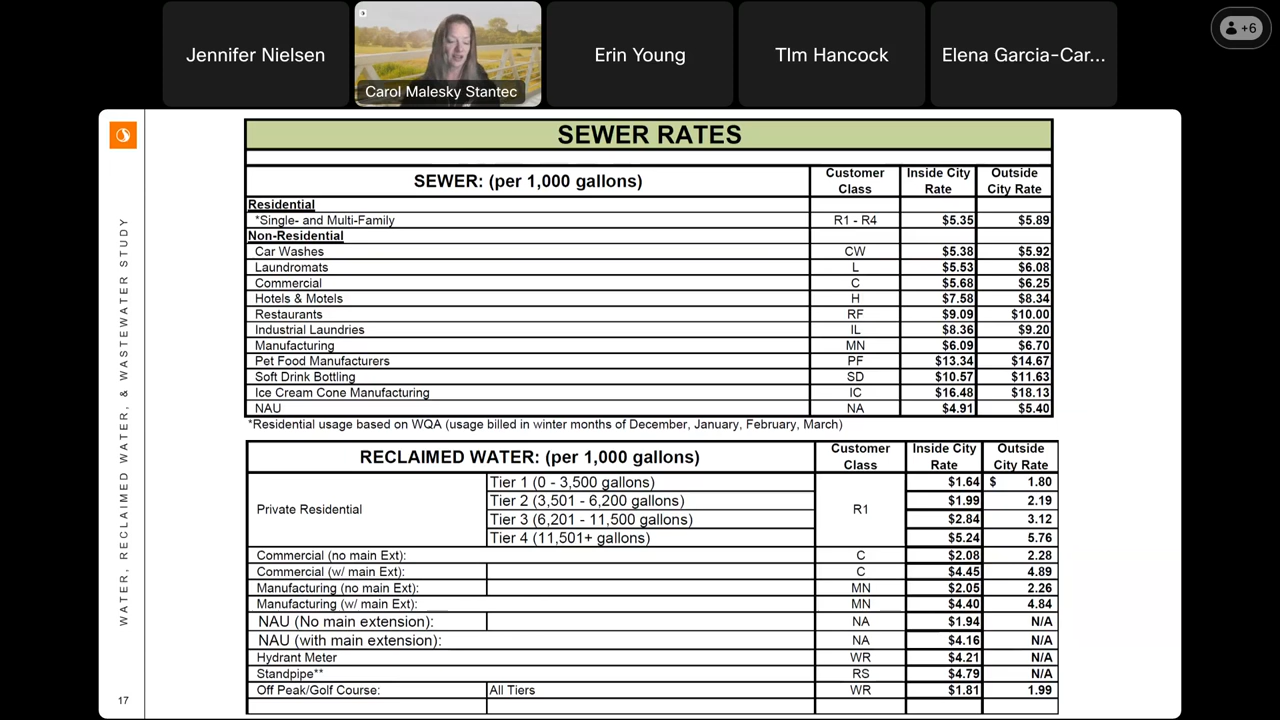 Jennifer Nielsen
Carol Malesky Stantec
Erin Young
TIm Hancock
Elena Garcia-Car...
+6
WATER, RECLAIMED WATER, & WASTEWATER STUDY
17
SEWER RATES
SEWER: (per 1,000 gallons) Customer Class Inside City Rate Outside City Rate
Residential
*Single- and Multi-Family R1 - R4 $5.35 $5.89
Non-Residential
Car Washes CW $5.38 $5.92
Laundromats L $5.53 $6.08
Commercial C $5.68 $6.25
Hotels & Motels H $7.58 $8.34
Restaurants RF $9.09 $10.00
Industrial Laundries IL $8.36 $9.20
Manufacturing MN $6.09 $6.70
Pet Food Manufacturers PF $13.34 $14.67
Soft Drink Bottling SD $10.57 $11.63
Ice Cream Cone Manufacturing IC $16.48 $18.13
NAU NA $4.91 $5.40
*Residential usage based on WQA (usage billed in winter months of December, January, February, March)
RECLAIMED WATER: (per 1,000 gallons) Customer Class Inside City Rate Outside City Rate
Private Residential R1
Tier 1 (0 - 3,500 gallons) $1.64 $ 1.80
Tier 2 (3,501 - 6,200 gallons) $1.99 2.19
Tier 3 (6,201 - 11,500 gallons) $2.84 3.12
Tier 4 (11,501+ gallons) $5.24 5.76
Commercial (no main Ext): C $2.08 2.28
Commercial (w/ main Ext): C $4.45 4.89
Manufacturing (no main Ext): MN $2.05 2.26
Manufacturing (w/ main Ext): MN $4.40 4.84
NAU (No main extension): NA $1.94 N/A
NAU (with main extension): NA $4.16 N/A
Hydrant Meter WR $4.21 N/A
Standpipe** RS $4.79 N/A
Off Peak/Golf Course: All Tiers WR $1.81 1.99